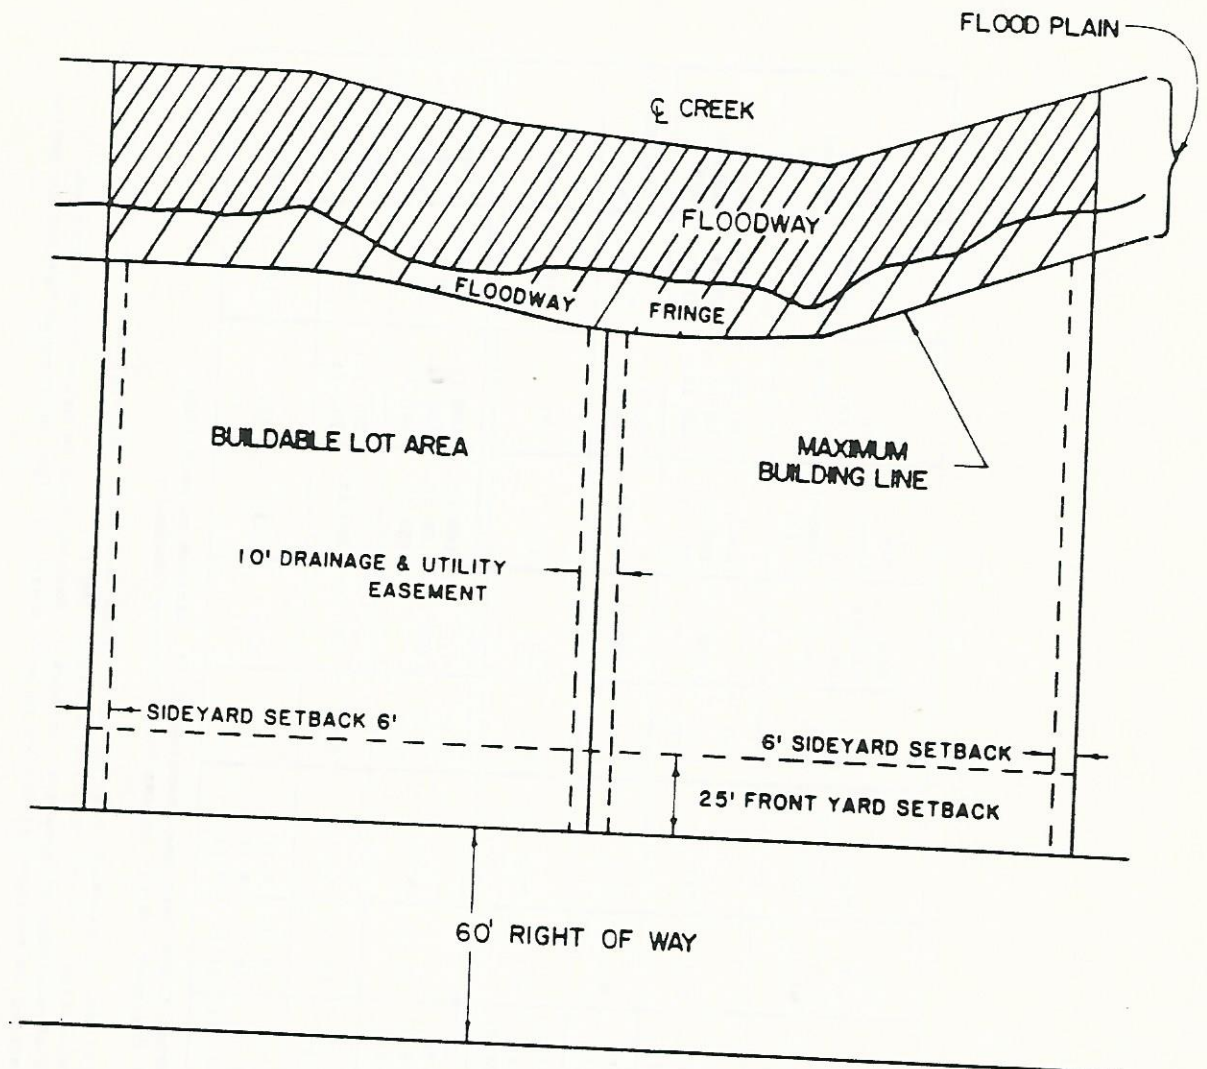 FLOOD PLAIN
℄ CREEK
FLOODWAY
FLOODWAY FRINGE
BUILDABLE LOT AREA
MAXIMUM
BUILDING LINE
10' DRAINAGE & UTILITY
EASEMENT
SIDEYARD SETBACK 6'
6' SIDEYARD SETBACK
25' FRONT YARD SETBACK
60' RIGHT OF WAY